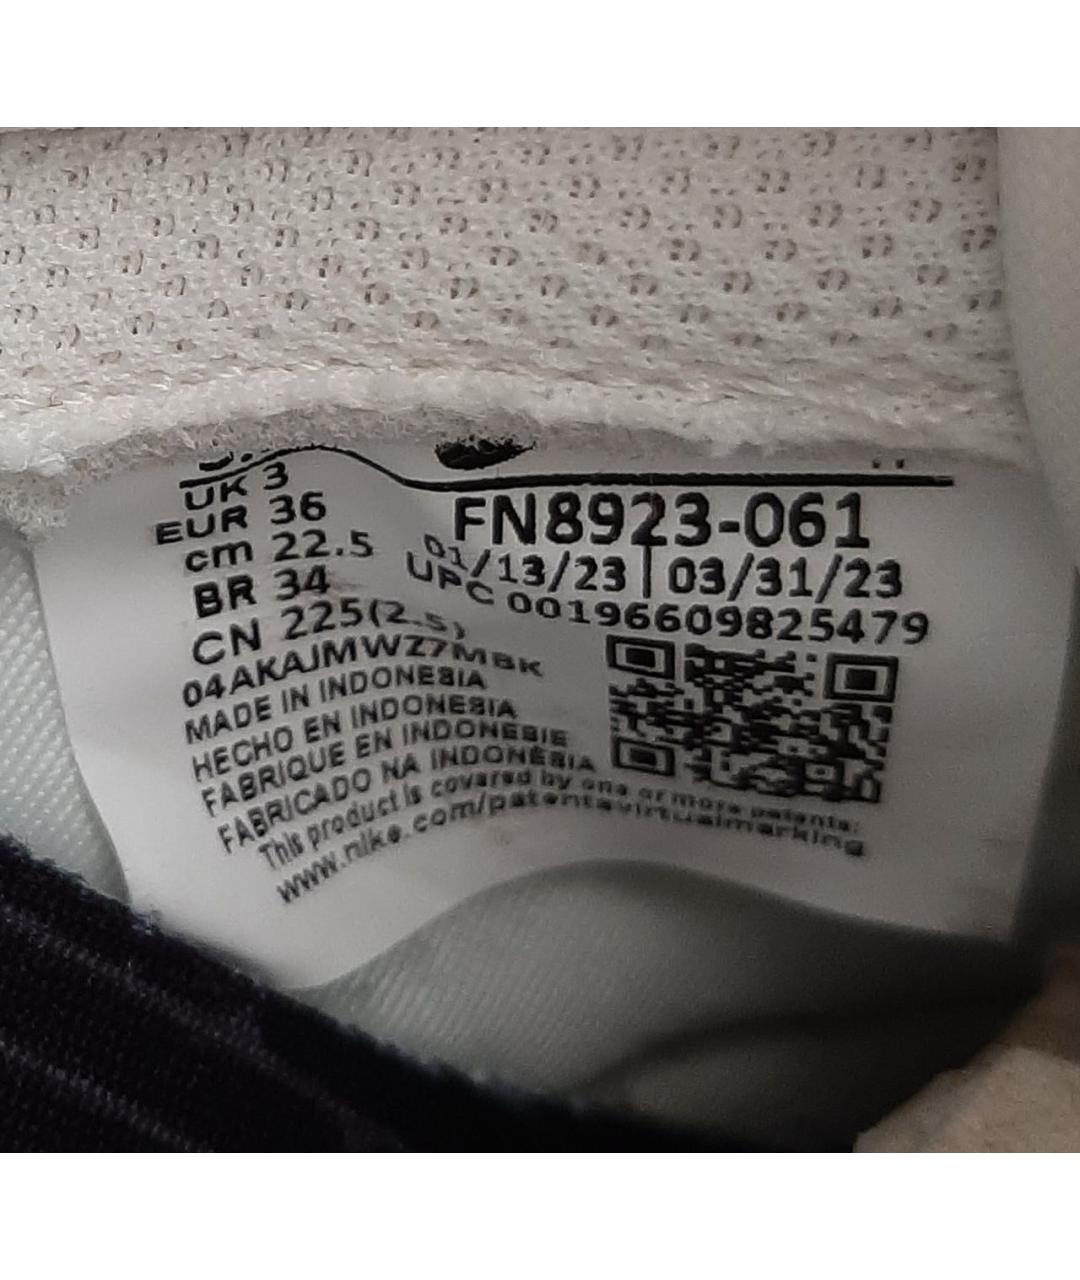 UK 3
EUR 36
cm 22.5
BR 34
CN 225(2.5)
FN8923-061
01/13/23 | 03/31/23
UPC 00196609825479
04AKAJMWZ7MBK
MADE IN INDONESIA
HECHO EN INDONESIA
FABRIQUE EN INDONESIE
FABRICADO NA INDONÉSIA
This product is covered by one or more patents:
www.nike.com/patentsvirtualmarking